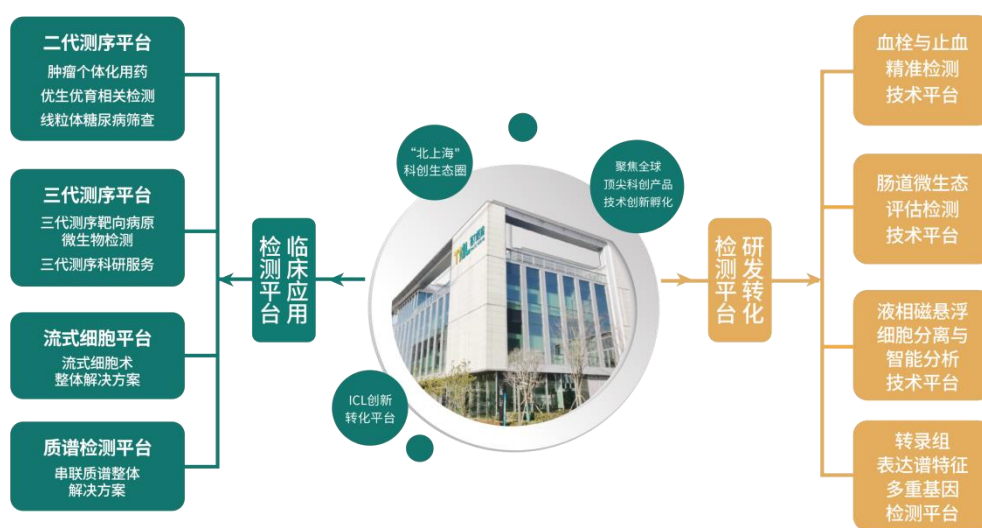 二代测序平台
肿瘤个体化用药
优生优育相关检测
线粒体糖尿病筛查
三代测序平台
三代测序靶向病原
微生物检测
三代测序科研服务
流式细胞平台
流式细胞术
整体解决方案
质谱检测平台
串联质谱整体
解决方案
临床应用
检测平台
“北上海”
科创生态圈
聚焦全球
顶尖科创产品
技术创新孵化
ICL创新
转化平台
研发转化
检测平台
血栓与止血
精准检测
技术平台
肠道微生态
评估检测
技术平台
液相磁悬浮
细胞分离与
智能分析
技术平台
转录组
表达谱特征
多重基因
检测平台